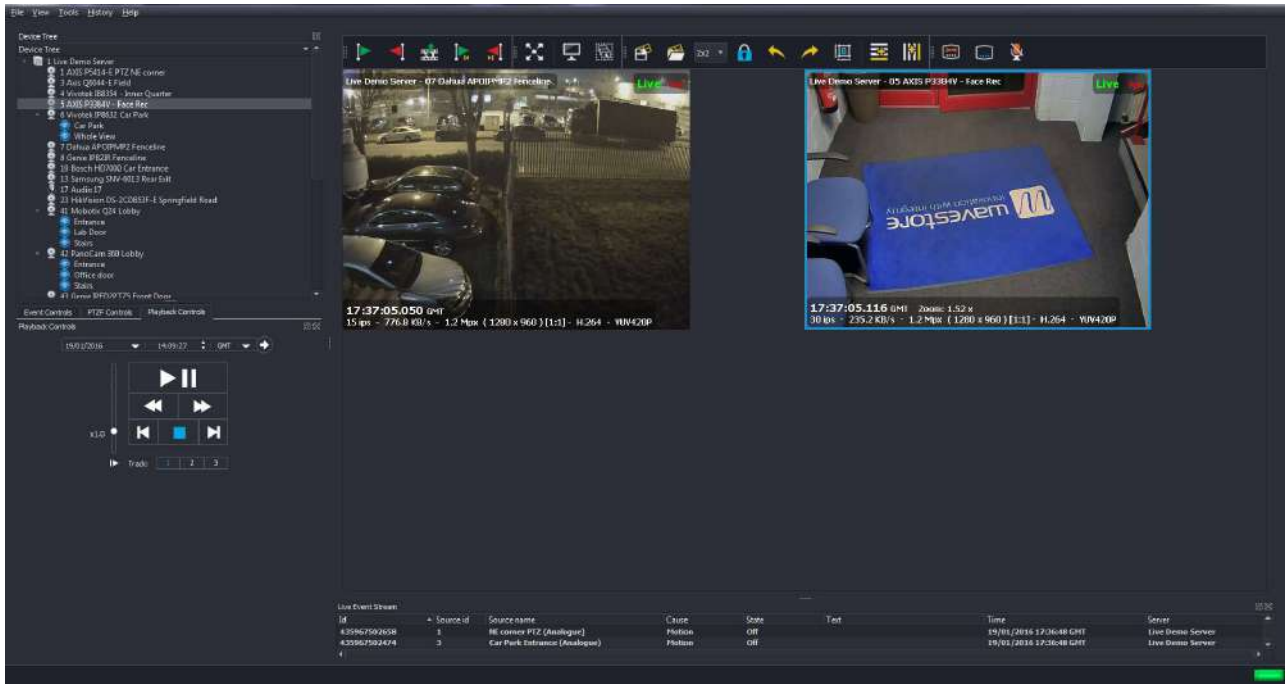 File View Tools History Help
Device Tree
Device Tree
1 Live Demo Server
1 AXIS P5414-E PTZ NE corner
3 Axis Q6044-E Field
4 Vivotek IB8354 - Inner Quarter
5 AXIS P3384V - Face Rec
6 Vivotek IP8632 Car Park
Car Park
Whole View
7 Dahua APOIPMP2 Fenceline
8 Genie IPB2IR Fenceline
10 Bosch HD7000 Car Entrance
13 Samsung SNV-6013 Rear Exit
17 Audio 17
23 HikVision DS-2CD853F-E Springfield Road
41 Mobotix Q24 Lobby
Entrance
Lab Door
Stairs
42 PanoCam 360 Lobby
Entrance
Office door
Stairs
Event Controls PTZF Controls Playback Controls
Playback Controls
19/01/2016 14:09:27 GMT
x1.0
Track: 1 2 3
2x2
Live Demo Server - 07 Dahua APOIPMP2 Fenceline Live
17:37:05.050 GMT
15 ips - 776.8 KB/s - 1.2 Mpx ( 1280 x 960 ) [1:1] - H.264 - YUV420P
Live Demo Server - 05 AXIS P3384V - Face Rec Live
wavestore
innovation with integrity
17:37:05.116 GMT Zoom: 1.52 x
30 ips - 235.2 KB/s - 1.2 Mpx ( 1280 x 960 ) [1:1] - H.264 - YUV420P
Live Event Stream
Id Source id Source name Cause State Text Time Server
435967502658 1 NE corner PTZ (Analogue) Motion Off 19/01/2016 17:36:48 GMT Live Demo Server
435967502474 3 Car Park Entrance (Analogue) Motion Off 19/01/2016 17:36:48 GMT Live Demo Server